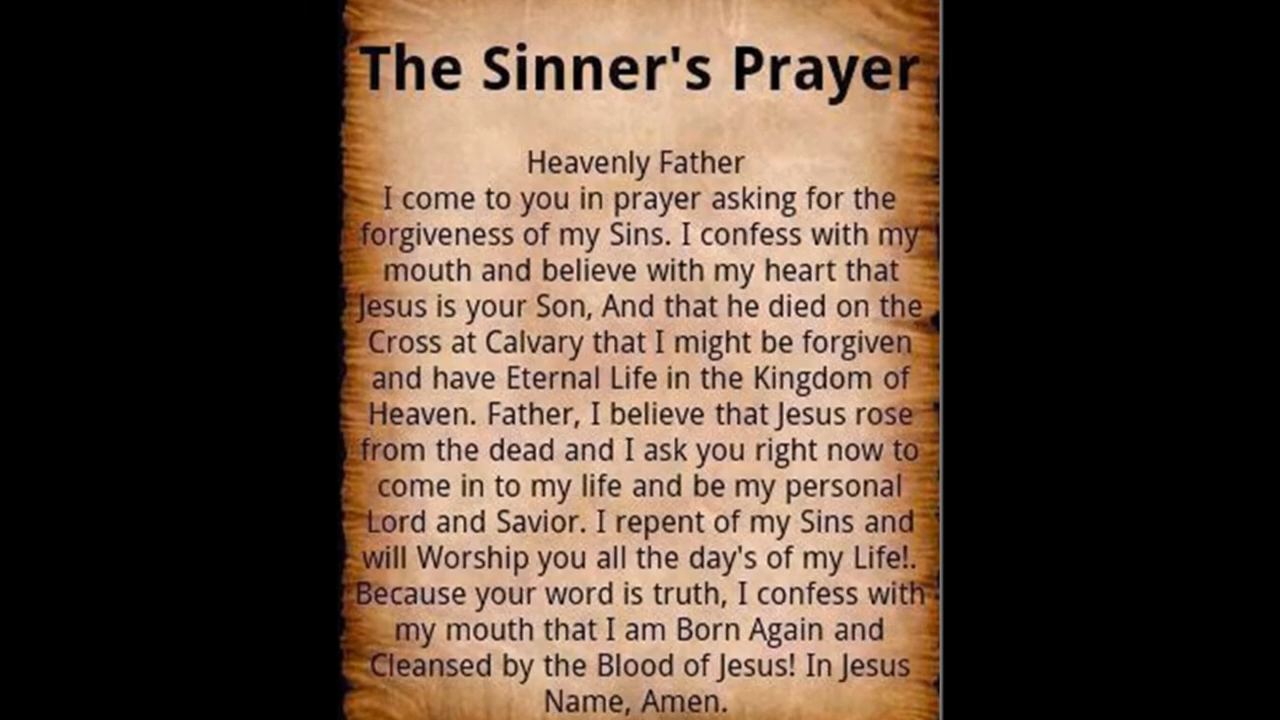 The Sinner's Prayer
Heavenly Father
I come to you in prayer asking for the
forgiveness of my Sins. I confess with my
mouth and believe with my heart that
Jesus is your Son, And that he died on the
Cross at Calvary that I might be forgiven
and have Eternal Life in the Kingdom of
Heaven. Father, I believe that Jesus rose
from the dead and I ask you right now to
come in to my life and be my personal
Lord and Savior. I repent of my Sins and
will Worship you all the day's of my Life!.
Because your word is truth, I confess with
my mouth that I am Born Again and
Cleansed by the Blood of Jesus! In Jesus
Name, Amen.